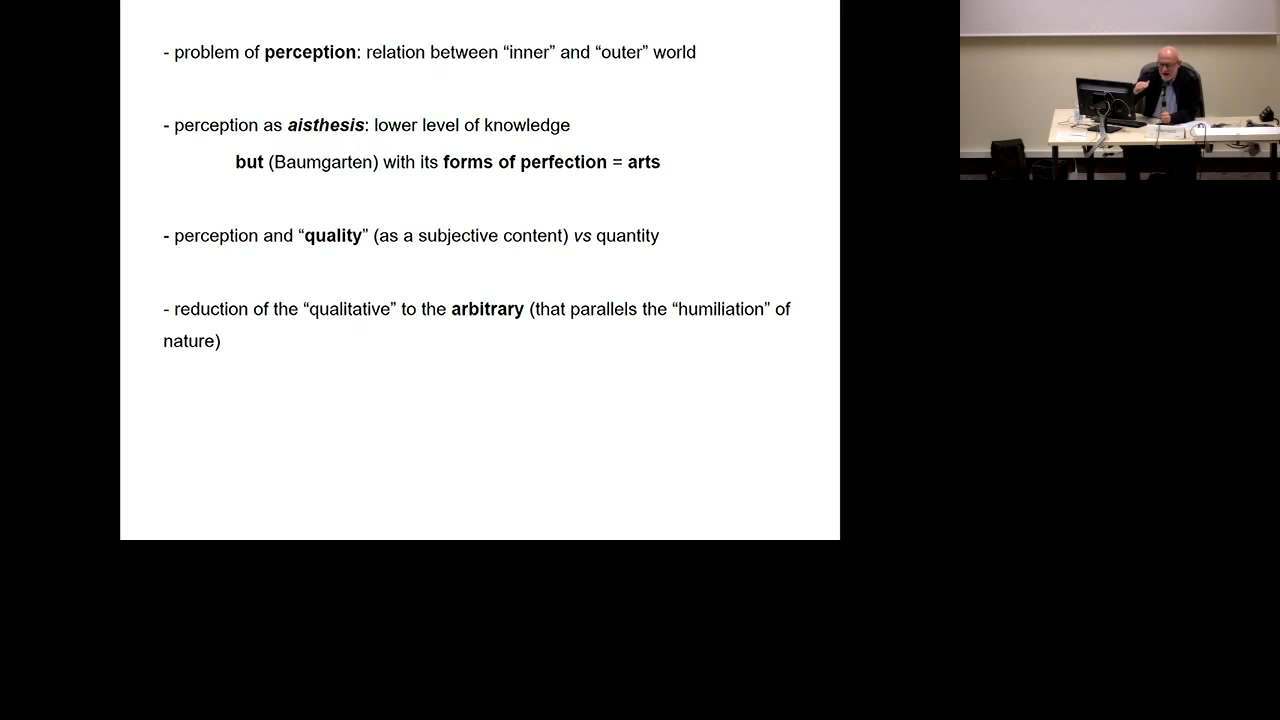 - problem of perception: relation between “inner” and “outer” world
- perception as aisthesis: lower level of knowledge
but (Baumgarten) with its forms of perfection = arts
- perception and “quality” (as a subjective content) vs quantity
- reduction of the “qualitative” to the arbitrary (that parallels the “humiliation” of
nature)